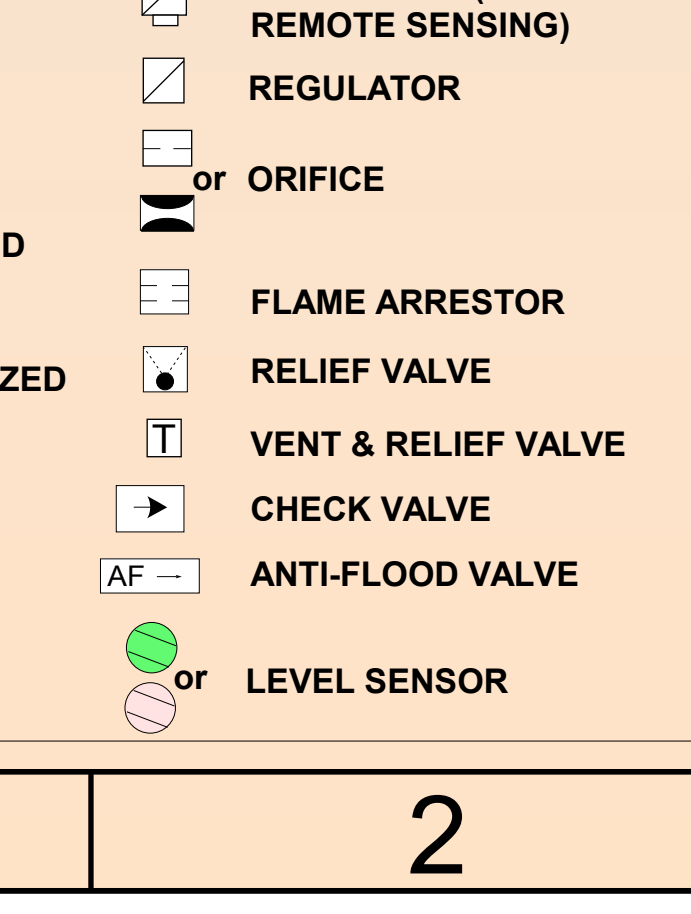 REMOTE SENSING)
REGULATOR
or ORIFICE
D
FLAME ARRESTOR
RELIEF VALVE
ZED
T VENT & RELIEF VALVE
CHECK VALVE
AF ANTI-FLOOD VALVE
or LEVEL SENSOR
2